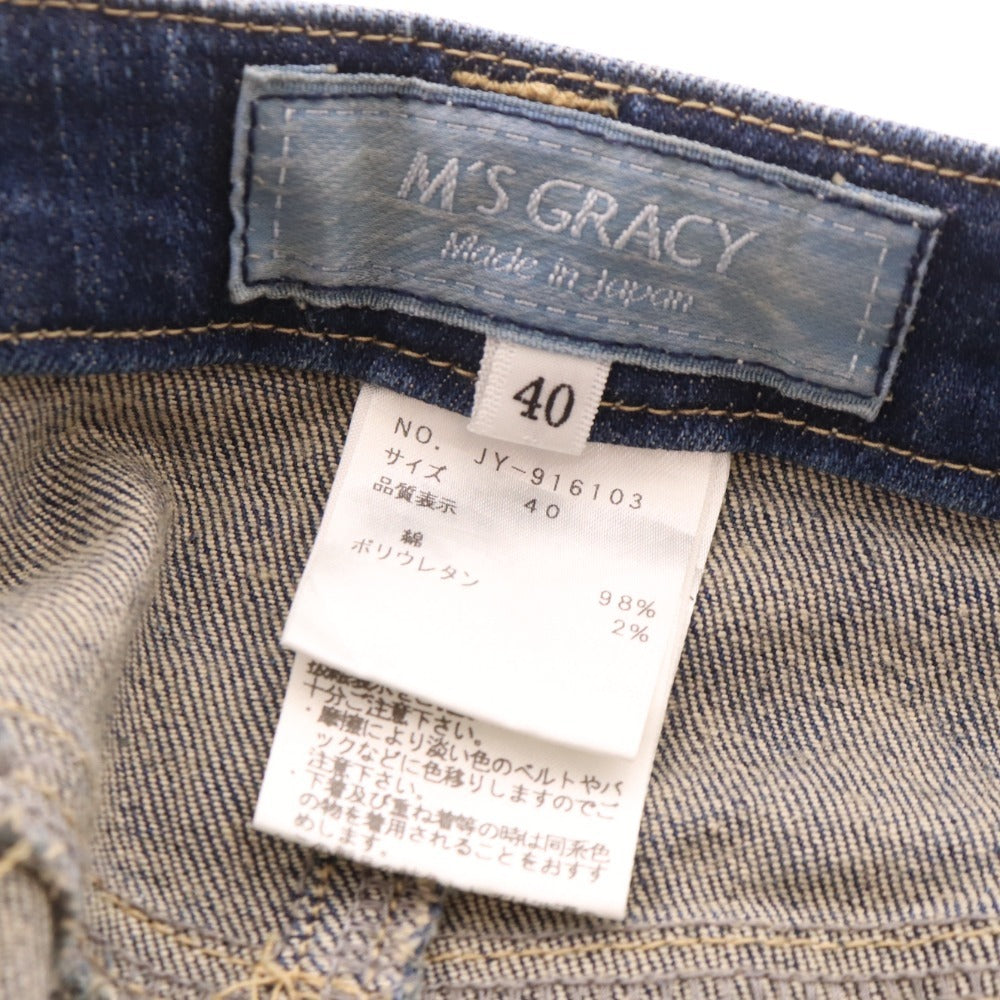 M'S GRACY
Made in Japan
40
NO. JY-916103
サイズ 40
品質表示
綿 98%
ポリウレタン 2%
十分ご注意下さい。
・摩擦により淡い色のベルトやバ
ックなどに色移りしますのでご
注意下さい。
・下着及び重ね着等の時は同系色
の物を着用されることをおすす
めします。